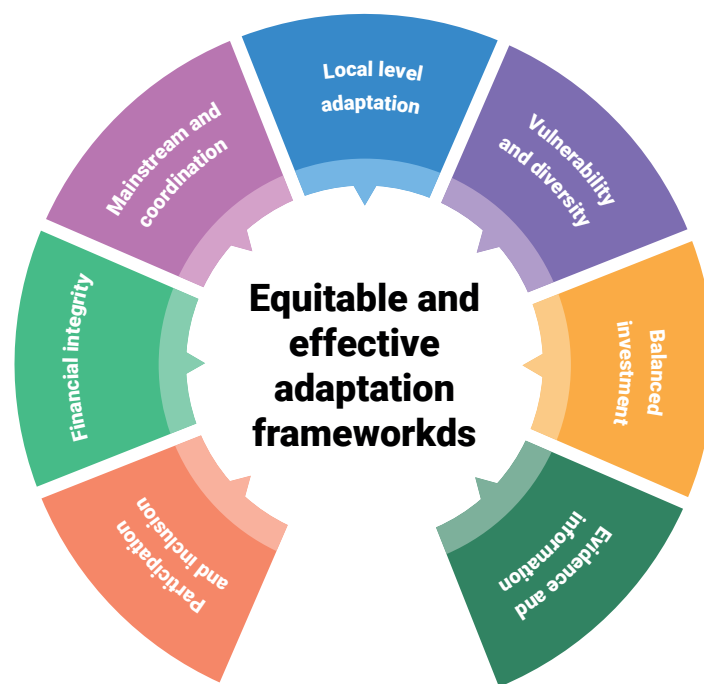 Local level
adaptation
Vulnerability
and diversity
Balanced
investment
Evidence and
information
Participation
and inclusion
Financial integrity
Mainstream and
coordination
Equitable and
effective
adaptation
frameworkds